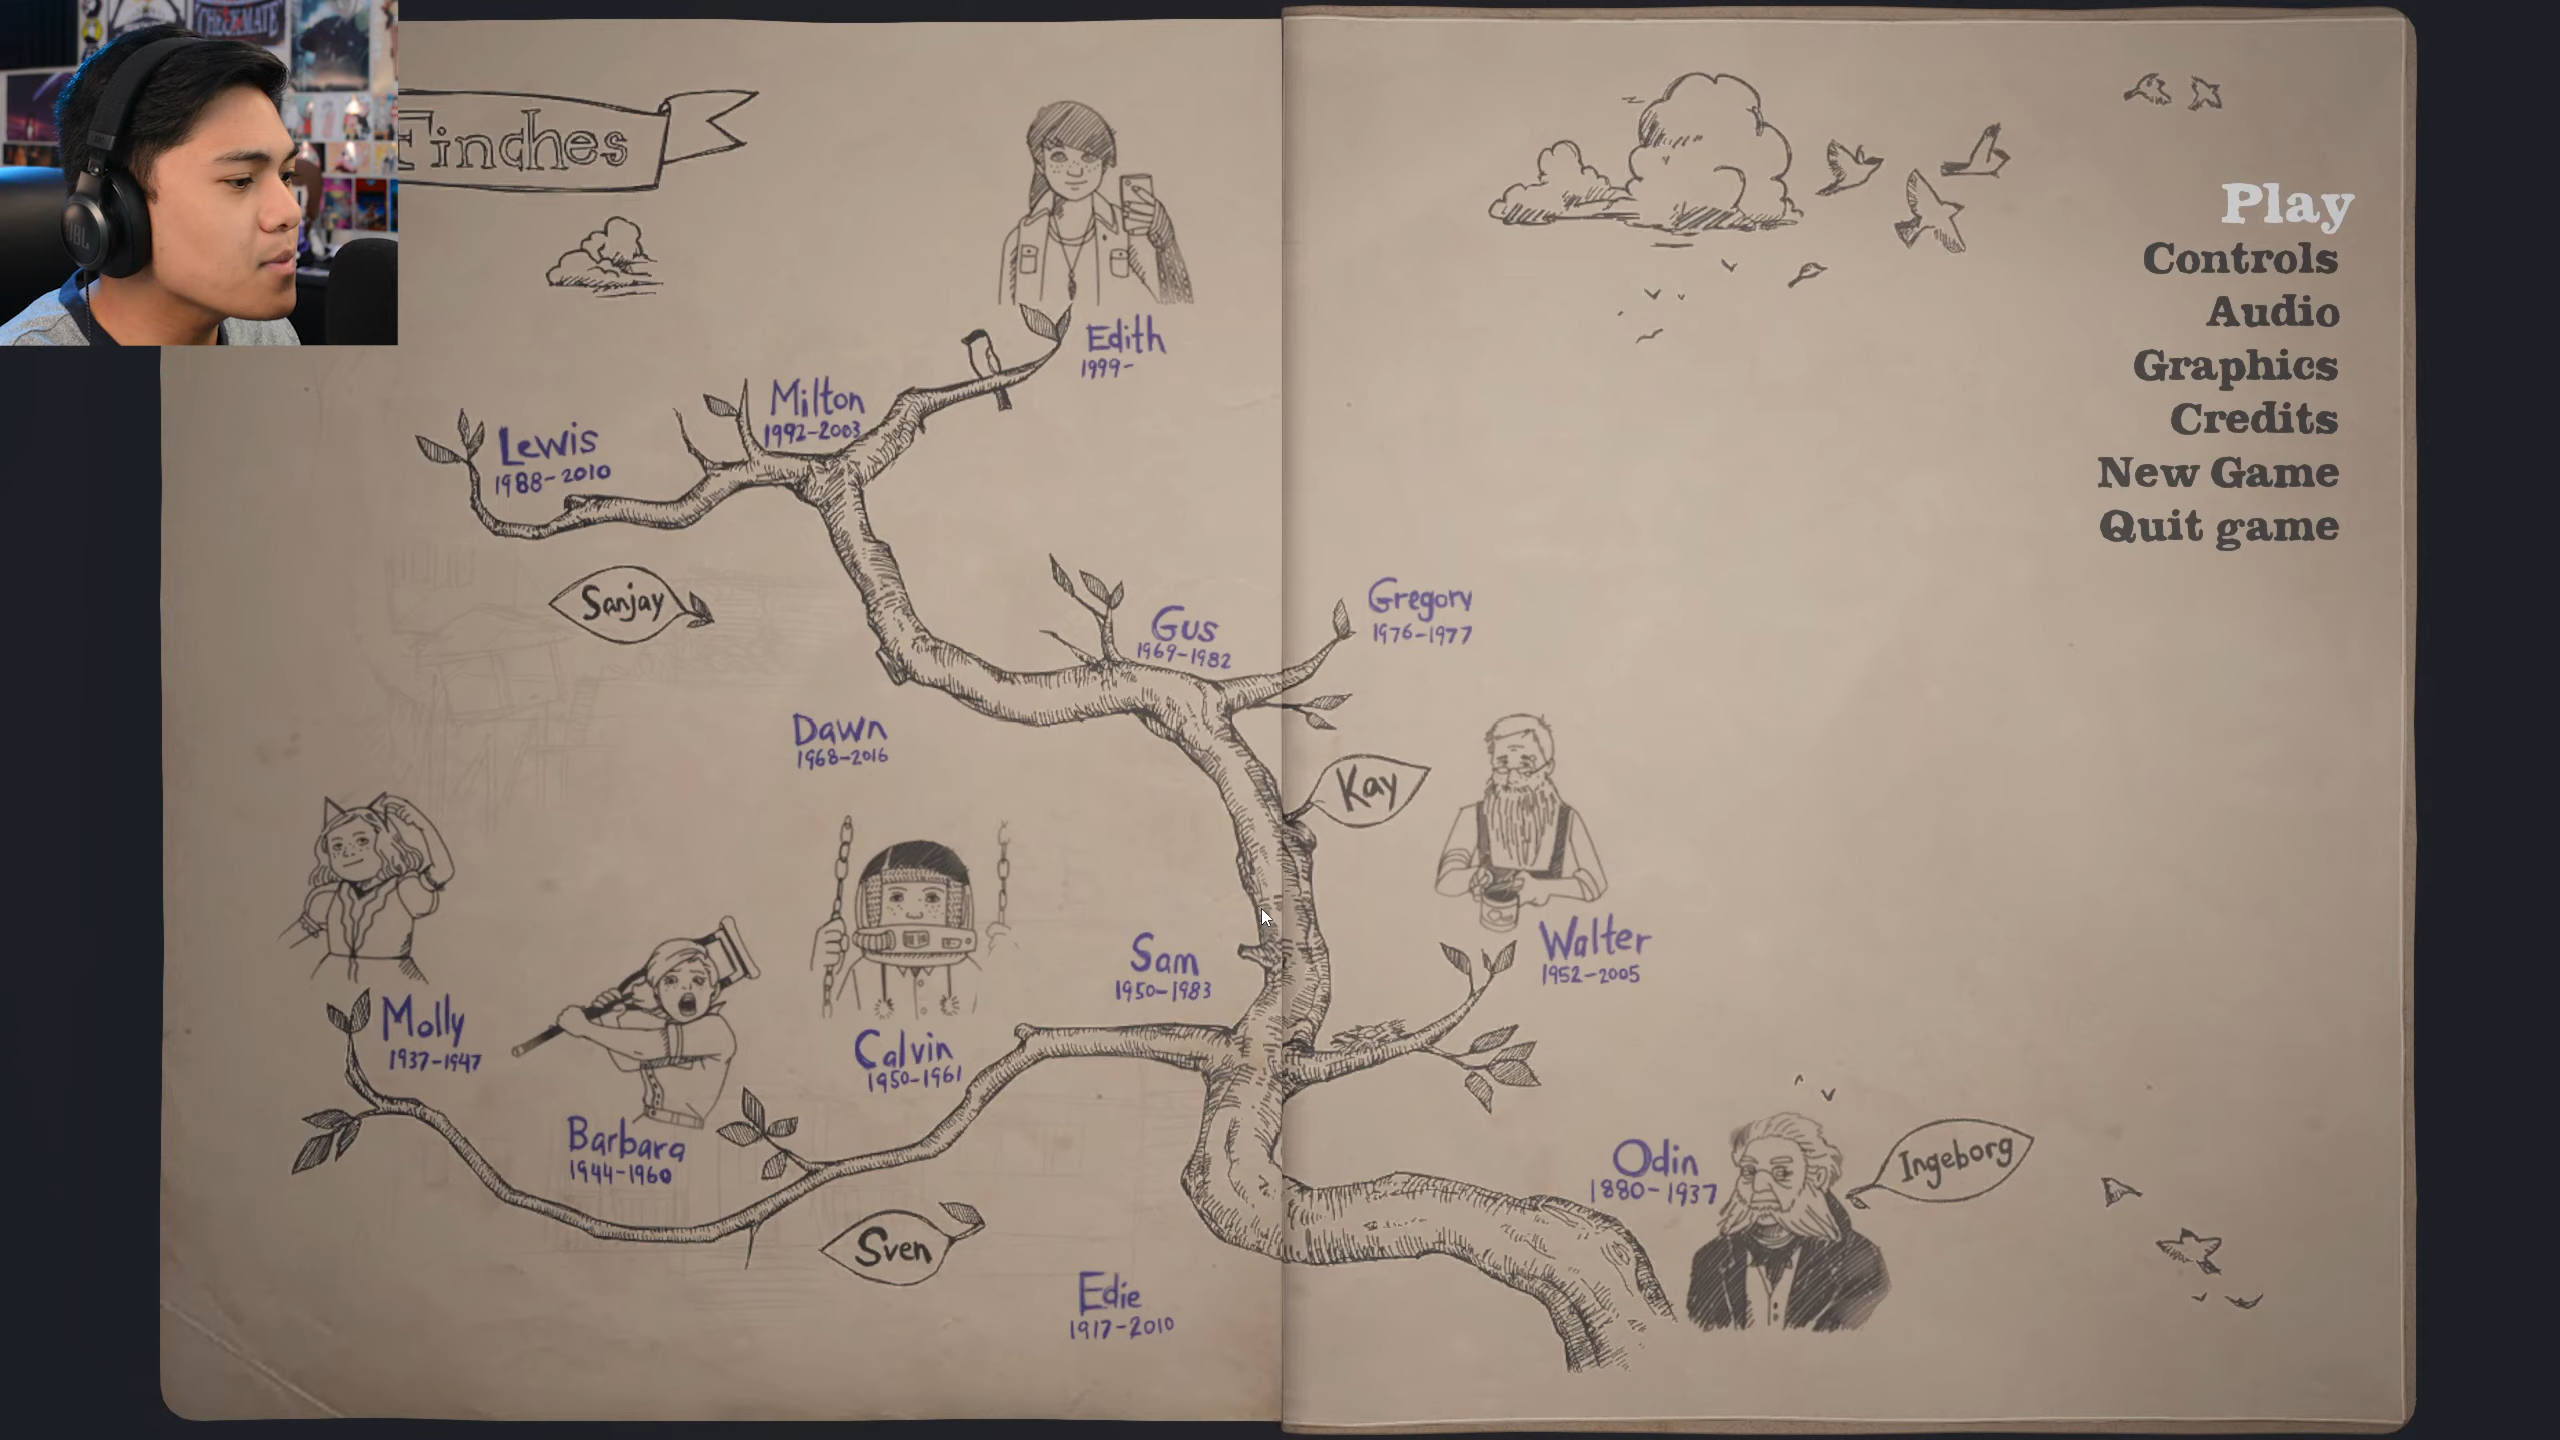 CHECKMATE
JBL
Finches
Play
Controls
Audio
Graphics
Credits
New Game
Quit game
Edith
1999-
Milton
1992-2003
Lewis
1988-2010
Sanjay
Gus
1969-1982
Gregory
1976-1977
Dawn
1968-2016
Kay
Walter
1952-2005
Sam
1950-1983
Molly
1937-1947
Calvin
1950-1961
Barbara
1944-1960
Odin
1880-1937
Ingeborg
Sven
Edie
1917-2010